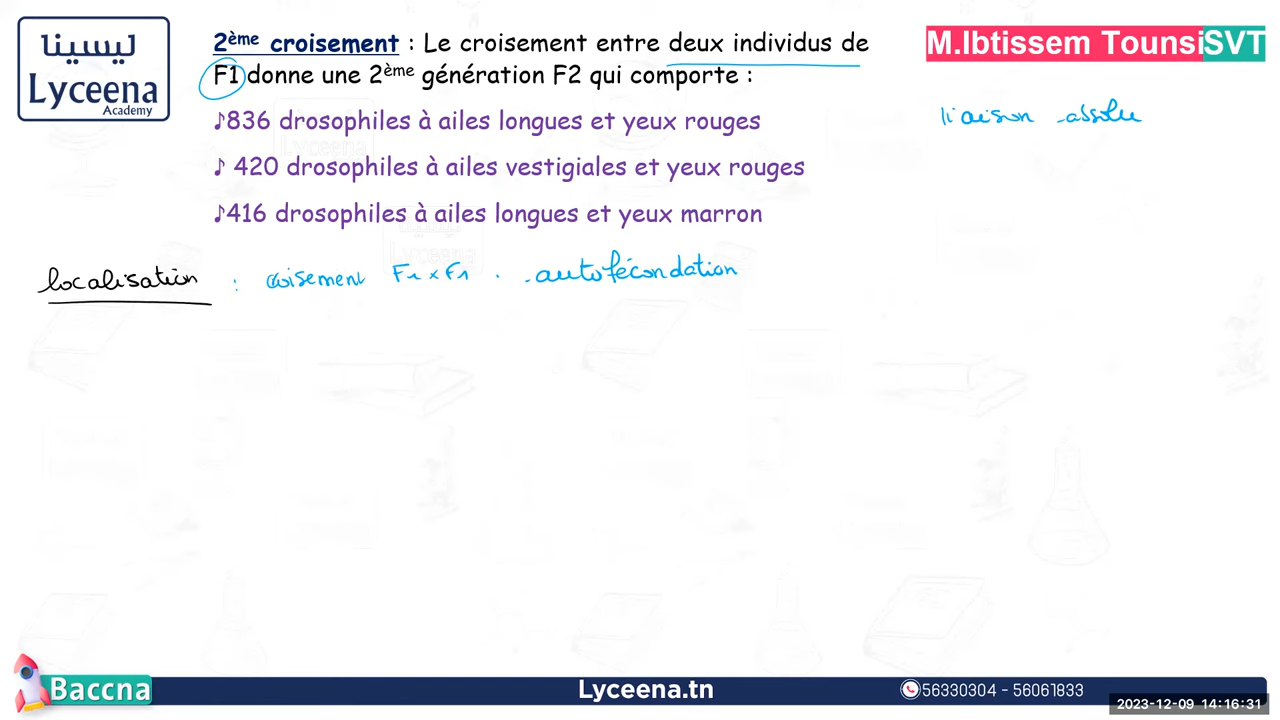 ليسينا
Lyceena
Academy
2ème croisement : Le croisement entre deux individus de
F1 donne une 2ème génération F2 qui comporte :
♪836 drosophiles à ailes longues et yeux rouges
♪ 420 drosophiles à ailes vestigiales et yeux rouges
♪416 drosophiles à ailes longues et yeux marron
M.Ibtissem Tounsi SVT
liaison absolue
localisation : croisement F1 x F1 . autofécondation
Baccna
Lyceena.tn
56330304 - 56061833
2023-12-09 14:16:31